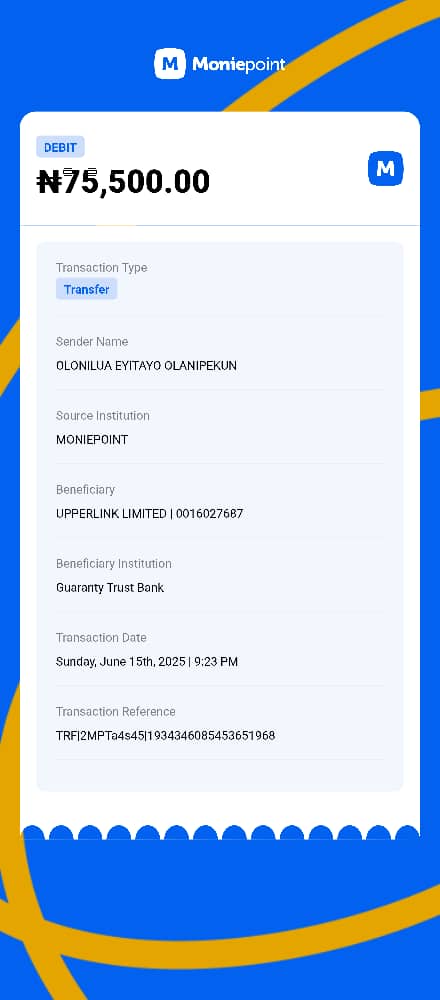 M Moniepoint
DEBIT
₦75,500.00
M
Transaction Type
Transfer
Sender Name
OLONILUA EYITAYO OLANIPEKUN
Source Institution
MONIEPOINT
Beneficiary
UPPERLINK LIMITED | 0016027687
Beneficiary Institution
Guaranty Trust Bank
Transaction Date
Sunday, June 15th, 2025 | 9:23 PM
Transaction Reference
TRF|2MPTa4s45|1934346085453651968